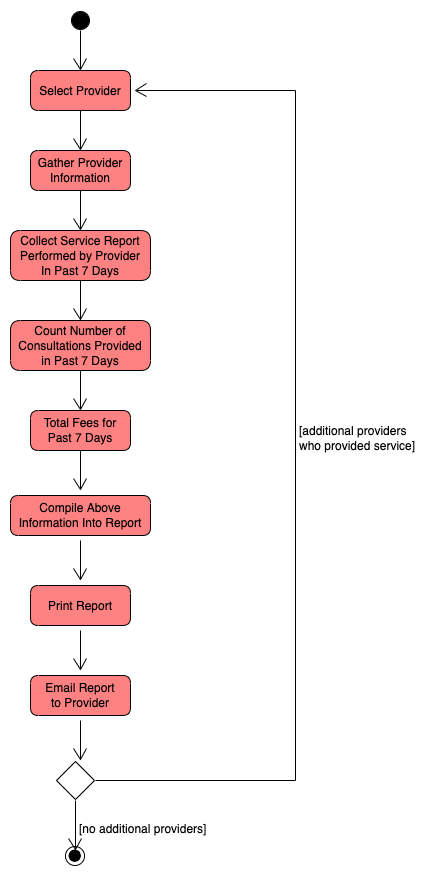 Select Provider
Gather Provider
Information
Collect Service Report
Performed by Provider
In Past 7 Days
Count Number of
Consultations Provided
in Past 7 Days
Total Fees for
Past 7 Days
[additional providers
who provided service]
Compile Above
Information Into Report
Print Report
Email Report
to Provider
[no additional providers]